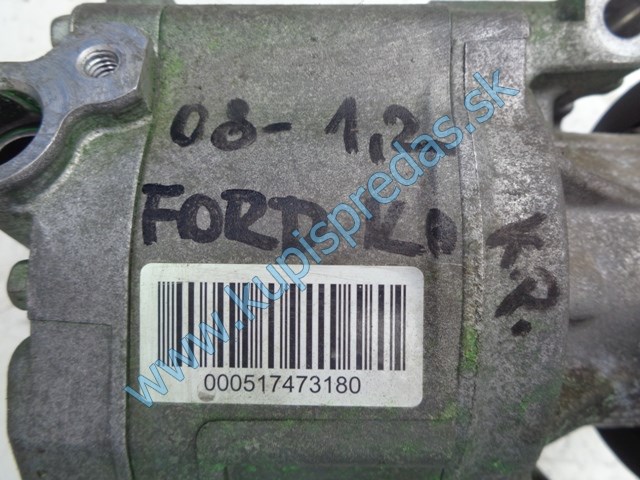 08- 1,2
FORD KA
K.R.
000517473180
www.kupispredas.sk